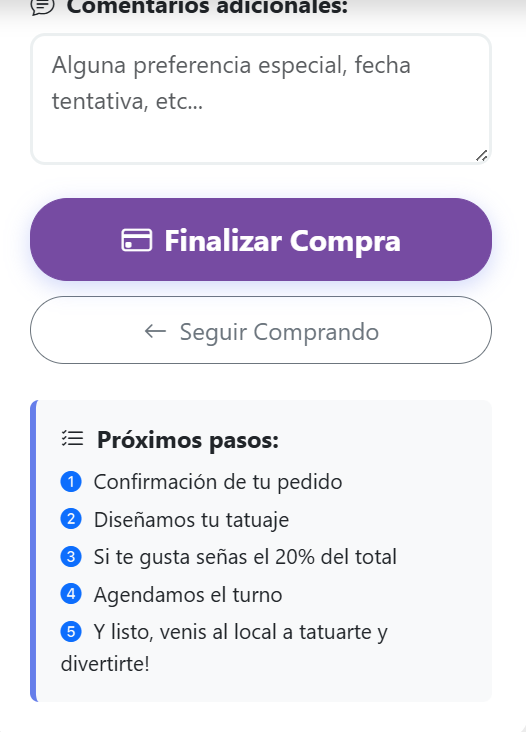 Comentarios adicionales:
Alguna preferencia especial, fecha
tentativa, etc...
Finalizar Compra
Seguir Comprando
Próximos pasos:
1 Confirmación de tu pedido
2 Diseñamos tu tatuaje
3 Si te gusta señas el 20% del total
4 Agendamos el turno
5 Y listo, venis al local a tatuarte y
divertirte!